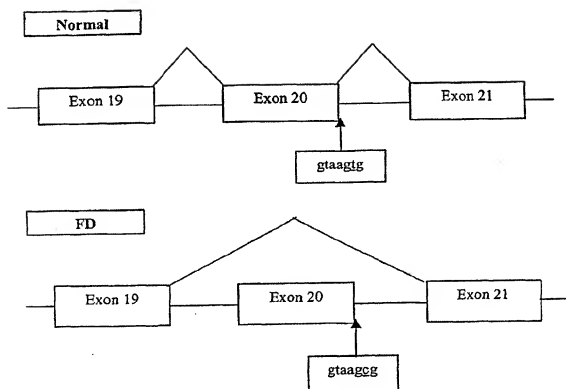 Normal
Exon 19
Exon 20
Exon 21
gtaagtg
FD
Exon 19
Exon 20
Exon 21
gtaagcg